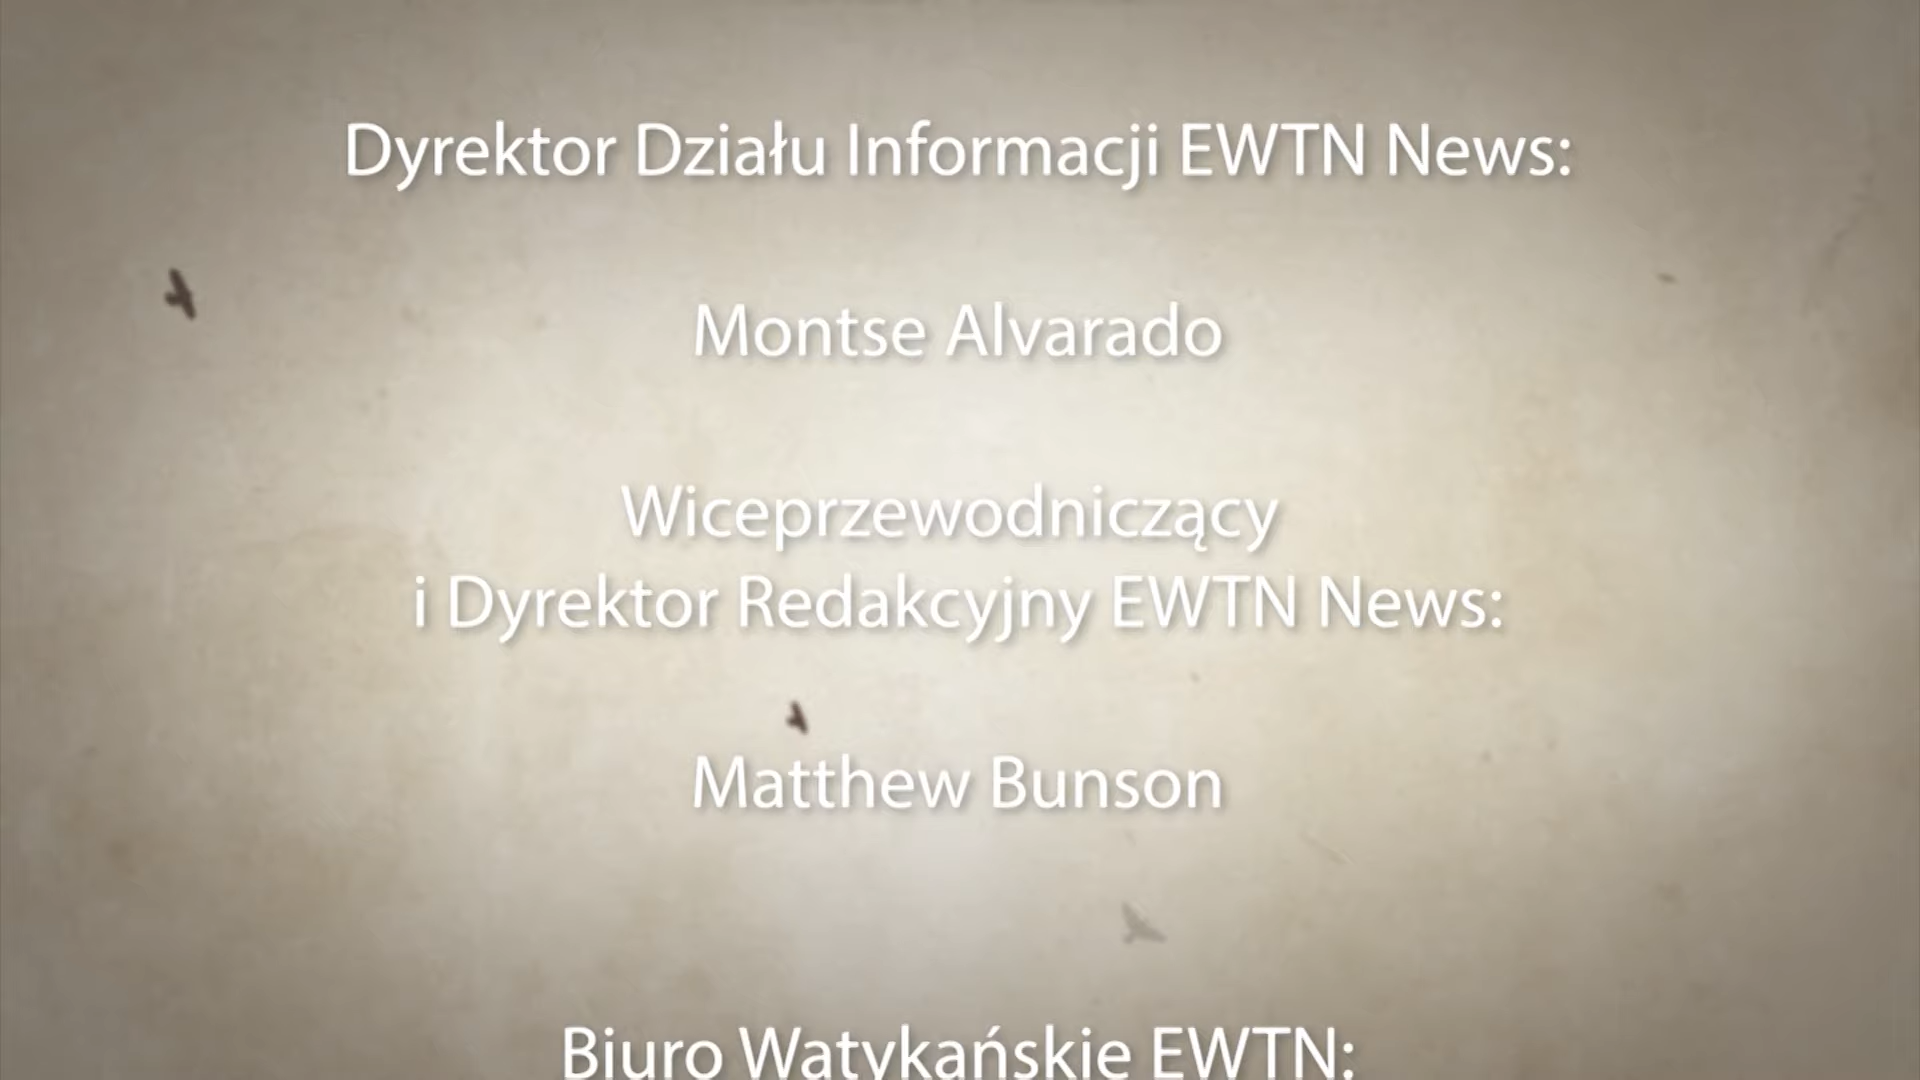 Dyrektor Działu Informacji EWTN News:
Montse Alvarado
Wiceprzewodniczący
i Dyrektor Redakcyjny EWTN News:
Matthew Bunson
Biuro Watykańskie EWTN: